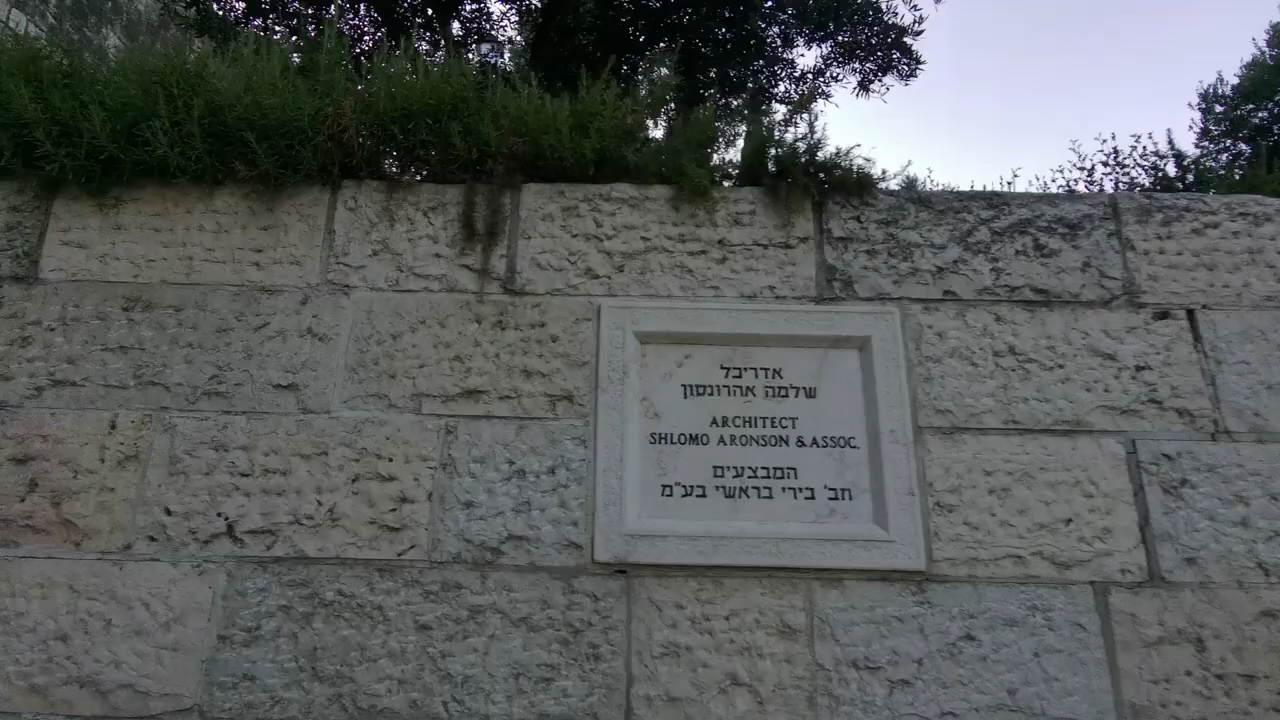 אדריכל
שלמה אהרונסון
ARCHITECT
SHLOMO ARONSON & ASSOC.
המבצעים
חב' בירי בראשי בע"מ